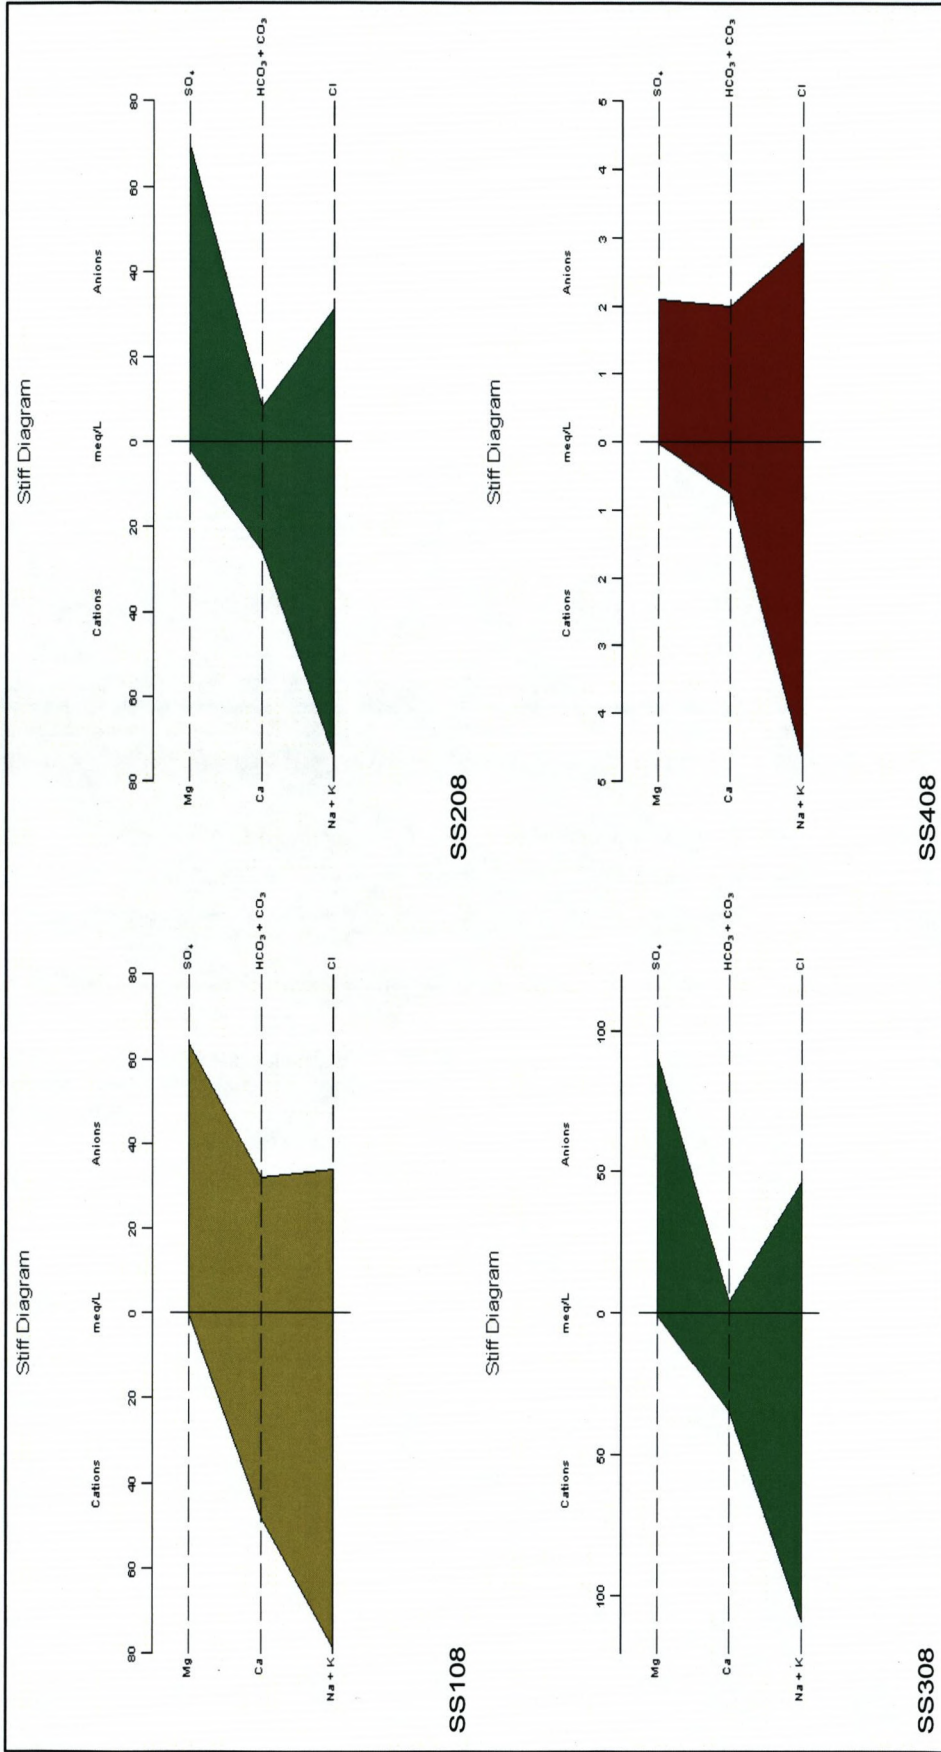 Stiff Diagram
Cations meq/L Anions
80 60 40 20 0 20 40 60 80
Mg SO₄
Ca HCO₃ + CO₃
Na + K Cl
SS108
Stiff Diagram
Cations meq/L Anions
80 60 40 20 0 20 40 60 80
Mg SO₄
Ca HCO₃ + CO₃
Na + K Cl
SS208
Stiff Diagram
Cations meq/L Anions
100 50 0 50 100
Mg SO₄
Ca HCO₃ + CO₃
Na + K Cl
SS308
Stiff Diagram
Cations meq/L Anions
5 4 3 2 1 0 1 2 3 4 5
Mg SO₄
Ca HCO₃ + CO₃
Na + K Cl
SS408